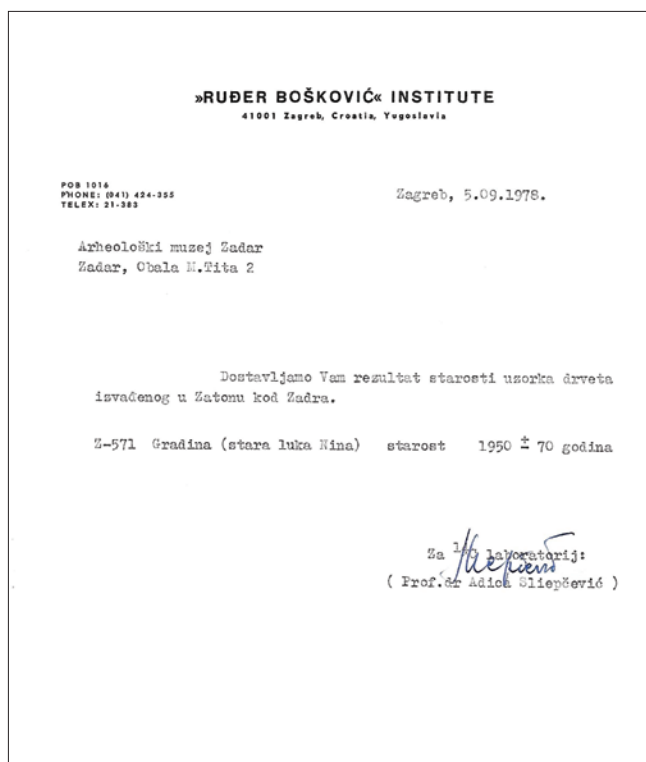 »RUĐER BOŠKOVIĆ« INSTITUTE
41001 Zagreb, Croatia, Yugoslavia
POB 1016
PHONE: (041) 424-355
TELEX: 21-383
Zagreb, 5.09.1978.
Arheološki muzej Zadar
Zadar, Obala M.Tita 2
Dostavljamo Vam rezultat starosti uzorka drveta
isvađenog u Zatonu kod Zadra.
Z-571 Gradina (stara luka Nina) starost 1950 ± 70 godina
Za laboratorij:
( Prof.dr Adica Sliepčević )